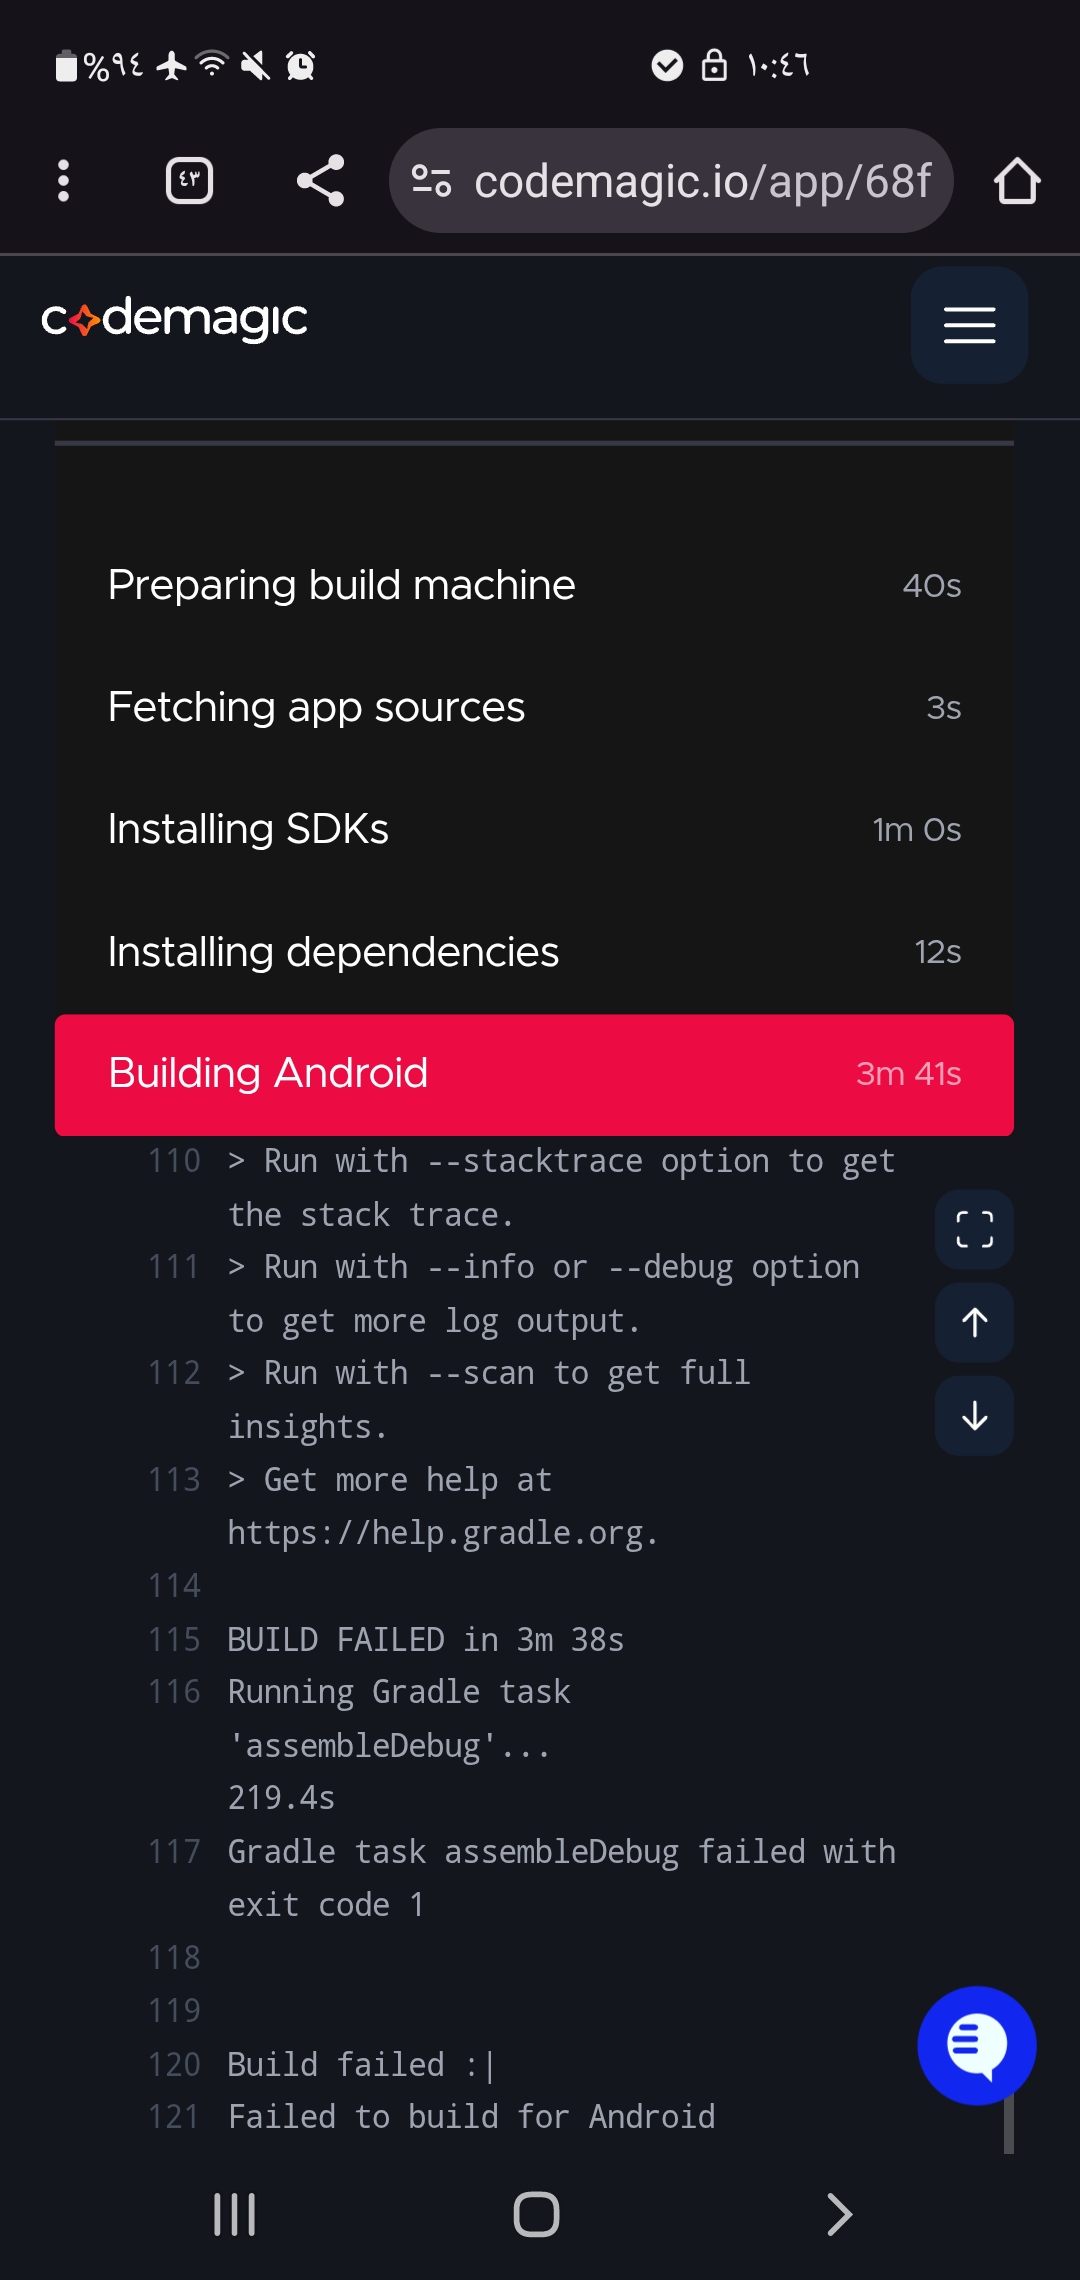 %٩٤
١٠:٤٦
٤٣
codemagic.io/app/68f
codemagic
Preparing build machine 40s
Fetching app sources 3s
Installing SDKs 1m 0s
Installing dependencies 12s
Building Android 3m 41s
110 > Run with --stacktrace option to get
the stack trace.
111 > Run with --info or --debug option
to get more log output.
112 > Run with --scan to get full
insights.
113 > Get more help at
https://help.gradle.org.
114
115 BUILD FAILED in 3m 38s
116 Running Gradle task
'assembleDebug'...
219.4s
117 Gradle task assembleDebug failed with
exit code 1
118
119
120 Build failed :|
121 Failed to build for Android